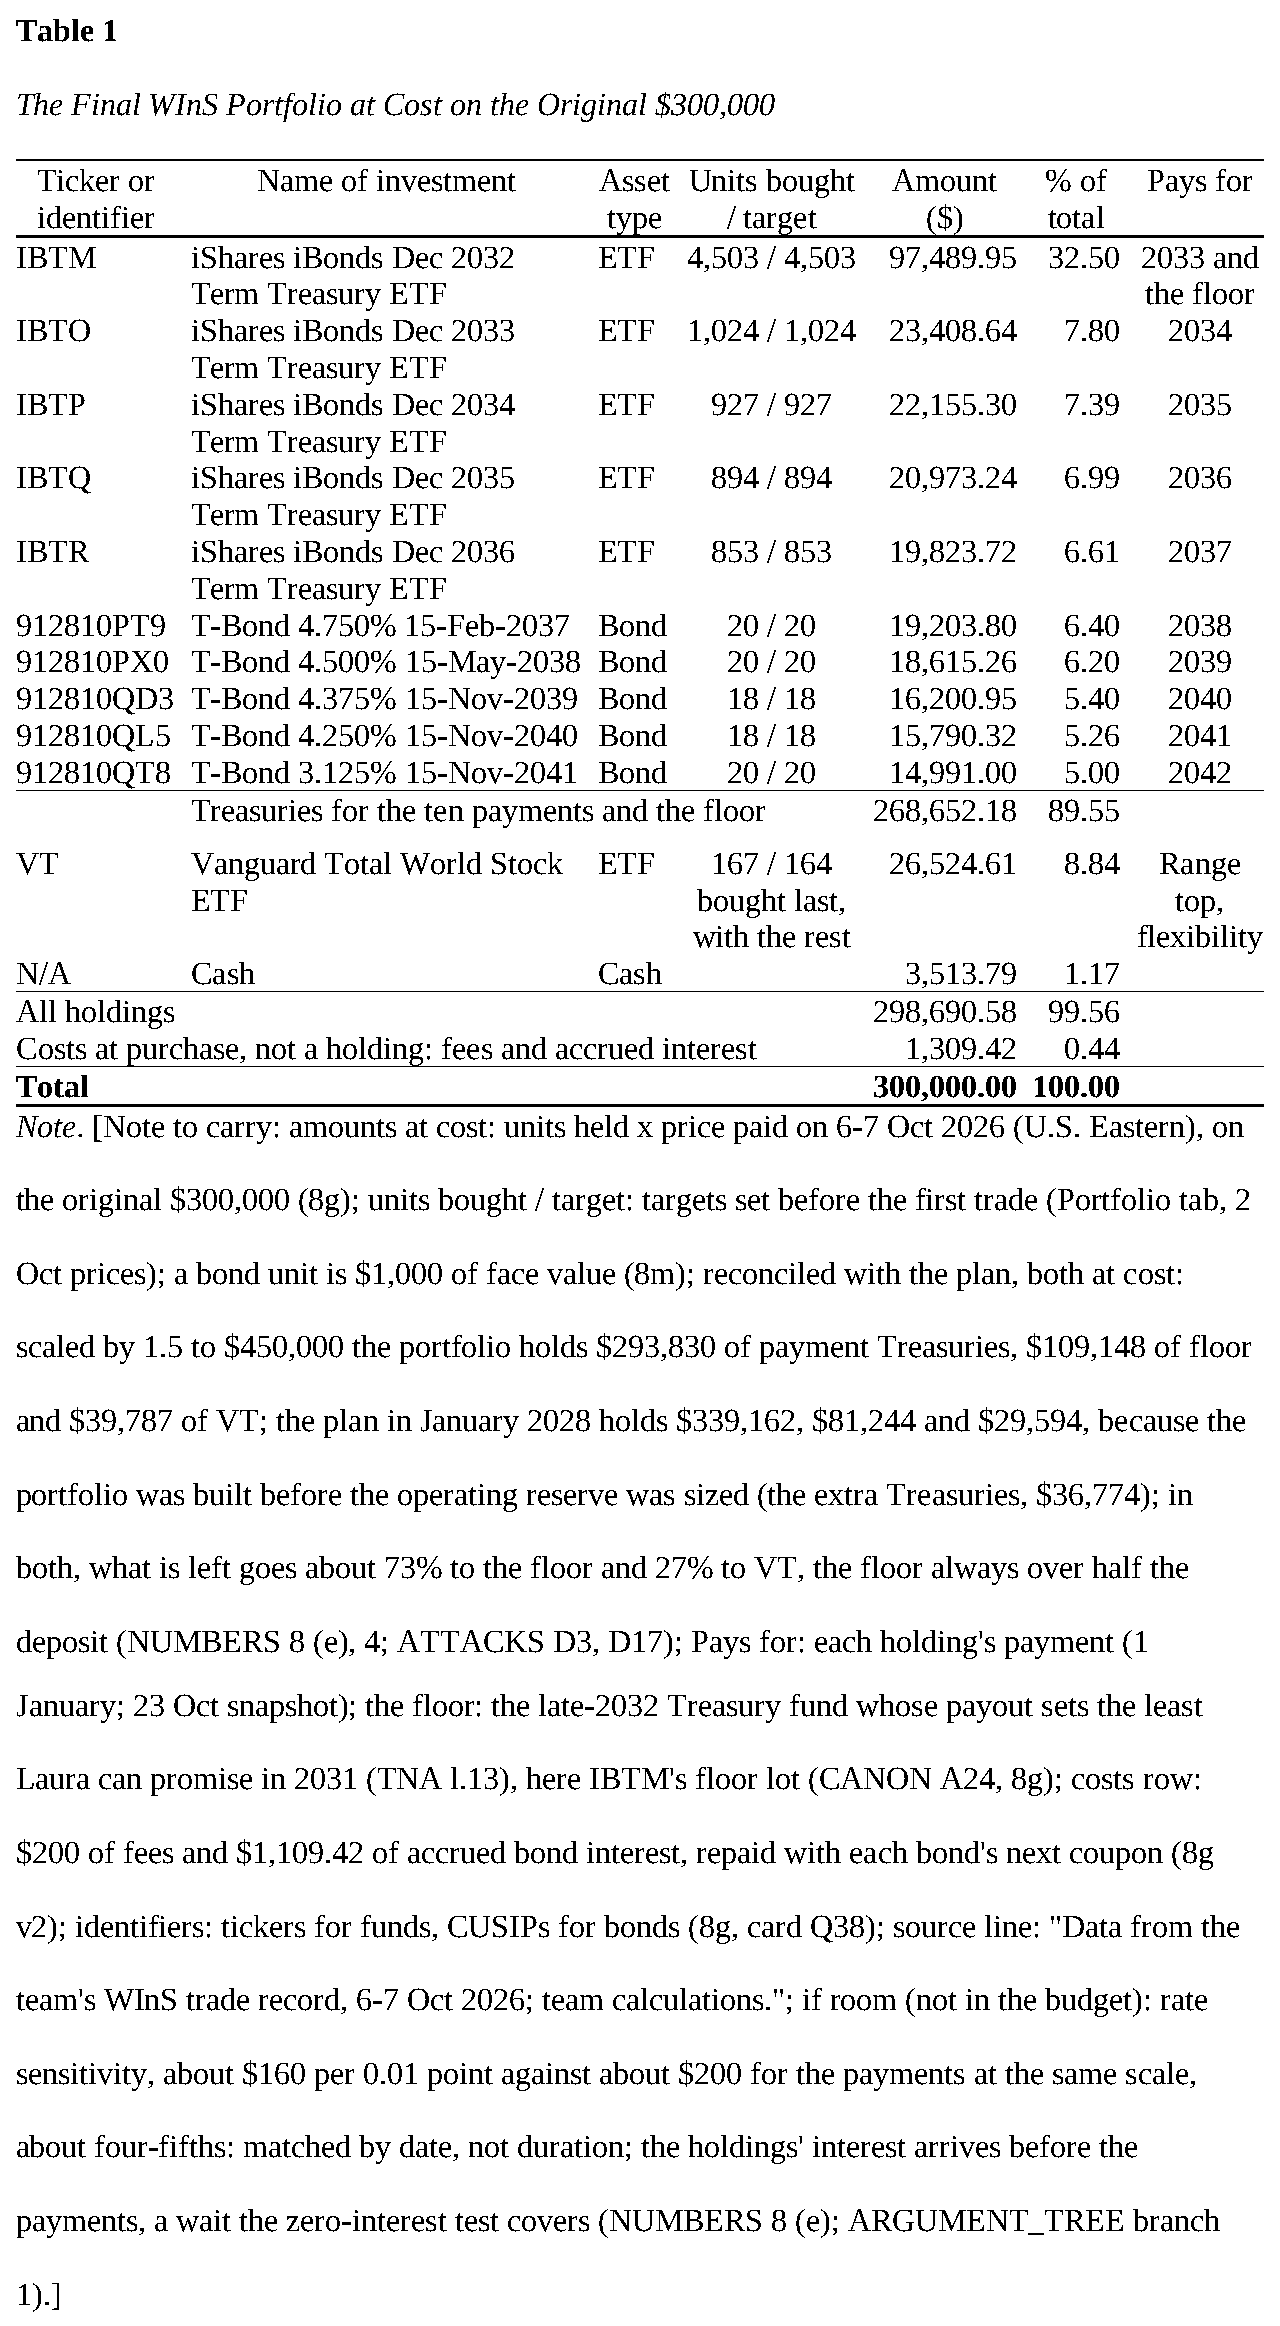 Table 1
The Final WInS Portfolio at Cost on the Original $300,000
Ticker or identifier Name of investment Asset type Units bought / target Amount ($) % of total Pays for
IBTM iShares iBonds Dec 2032 ETF 4,503 / 4,503 97,489.95 32.50 2033 and
Term Treasury ETF the floor
IBTO iShares iBonds Dec 2033 ETF 1,024 / 1,024 23,408.64 7.80 2034
Term Treasury ETF
IBTP iShares iBonds Dec 2034 ETF 927 / 927 22,155.30 7.39 2035
Term Treasury ETF
IBTQ iShares iBonds Dec 2035 ETF 894 / 894 20,973.24 6.99 2036
Term Treasury ETF
IBTR iShares iBonds Dec 2036 ETF 853 / 853 19,823.72 6.61 2037
Term Treasury ETF
912810PT9 T-Bond 4.750% 15-Feb-2037 Bond 20 / 20 19,203.80 6.40 2038
912810PX0 T-Bond 4.500% 15-May-2038 Bond 20 / 20 18,615.26 6.20 2039
912810QD3 T-Bond 4.375% 15-Nov-2039 Bond 18 / 18 16,200.95 5.40 2040
912810QL5 T-Bond 4.250% 15-Nov-2040 Bond 18 / 18 15,790.32 5.26 2041
912810QT8 T-Bond 3.125% 15-Nov-2041 Bond 20 / 20 14,991.00 5.00 2042
Treasuries for the ten payments and the floor 268,652.18 89.55
VT Vanguard Total World Stock ETF 167 / 164 26,524.61 8.84 Range
ETF bought last, top,
with the rest flexibility
N/A Cash Cash 3,513.79 1.17
All holdings 298,690.58 99.56
Costs at purchase, not a holding: fees and accrued interest 1,309.42 0.44
Total 300,000.00 100.00
Note. [Note to carry: amounts at cost: units held x price paid on 6-7 Oct 2026 (U.S. Eastern), on
the original $300,000 (8g); units bought / target: targets set before the first trade (Portfolio tab, 2
Oct prices); a bond unit is $1,000 of face value (8m); reconciled with the plan, both at cost:
scaled by 1.5 to $450,000 the portfolio holds $293,830 of payment Treasuries, $109,148 of floor
and $39,787 of VT; the plan in January 2028 holds $339,162, $81,244 and $29,594, because the
portfolio was built before the operating reserve was sized (the extra Treasuries, $36,774); in
both, what is left goes about 73% to the floor and 27% to VT, the floor always over half the
deposit (NUMBERS 8 (e), 4; ATTACKS D3, D17); Pays for: each holding's payment (1
January; 23 Oct snapshot); the floor: the late-2032 Treasury fund whose payout sets the least
Laura can promise in 2031 (TNA l.13), here IBTM's floor lot (CANON A24, 8g); costs row:
$200 of fees and $1,109.42 of accrued bond interest, repaid with each bond's next coupon (8g
v2); identifiers: tickers for funds, CUSIPs for bonds (8g, card Q38); source line: "Data from the
team's WInS trade record, 6-7 Oct 2026; team calculations."; if room (not in the budget): rate
sensitivity, about $160 per 0.01 point against about $200 for the payments at the same scale,
about four-fifths: matched by date, not duration; the holdings' interest arrives before the
payments, a wait the zero-interest test covers (NUMBERS 8 (e); ARGUMENT_TREE branch
1).]